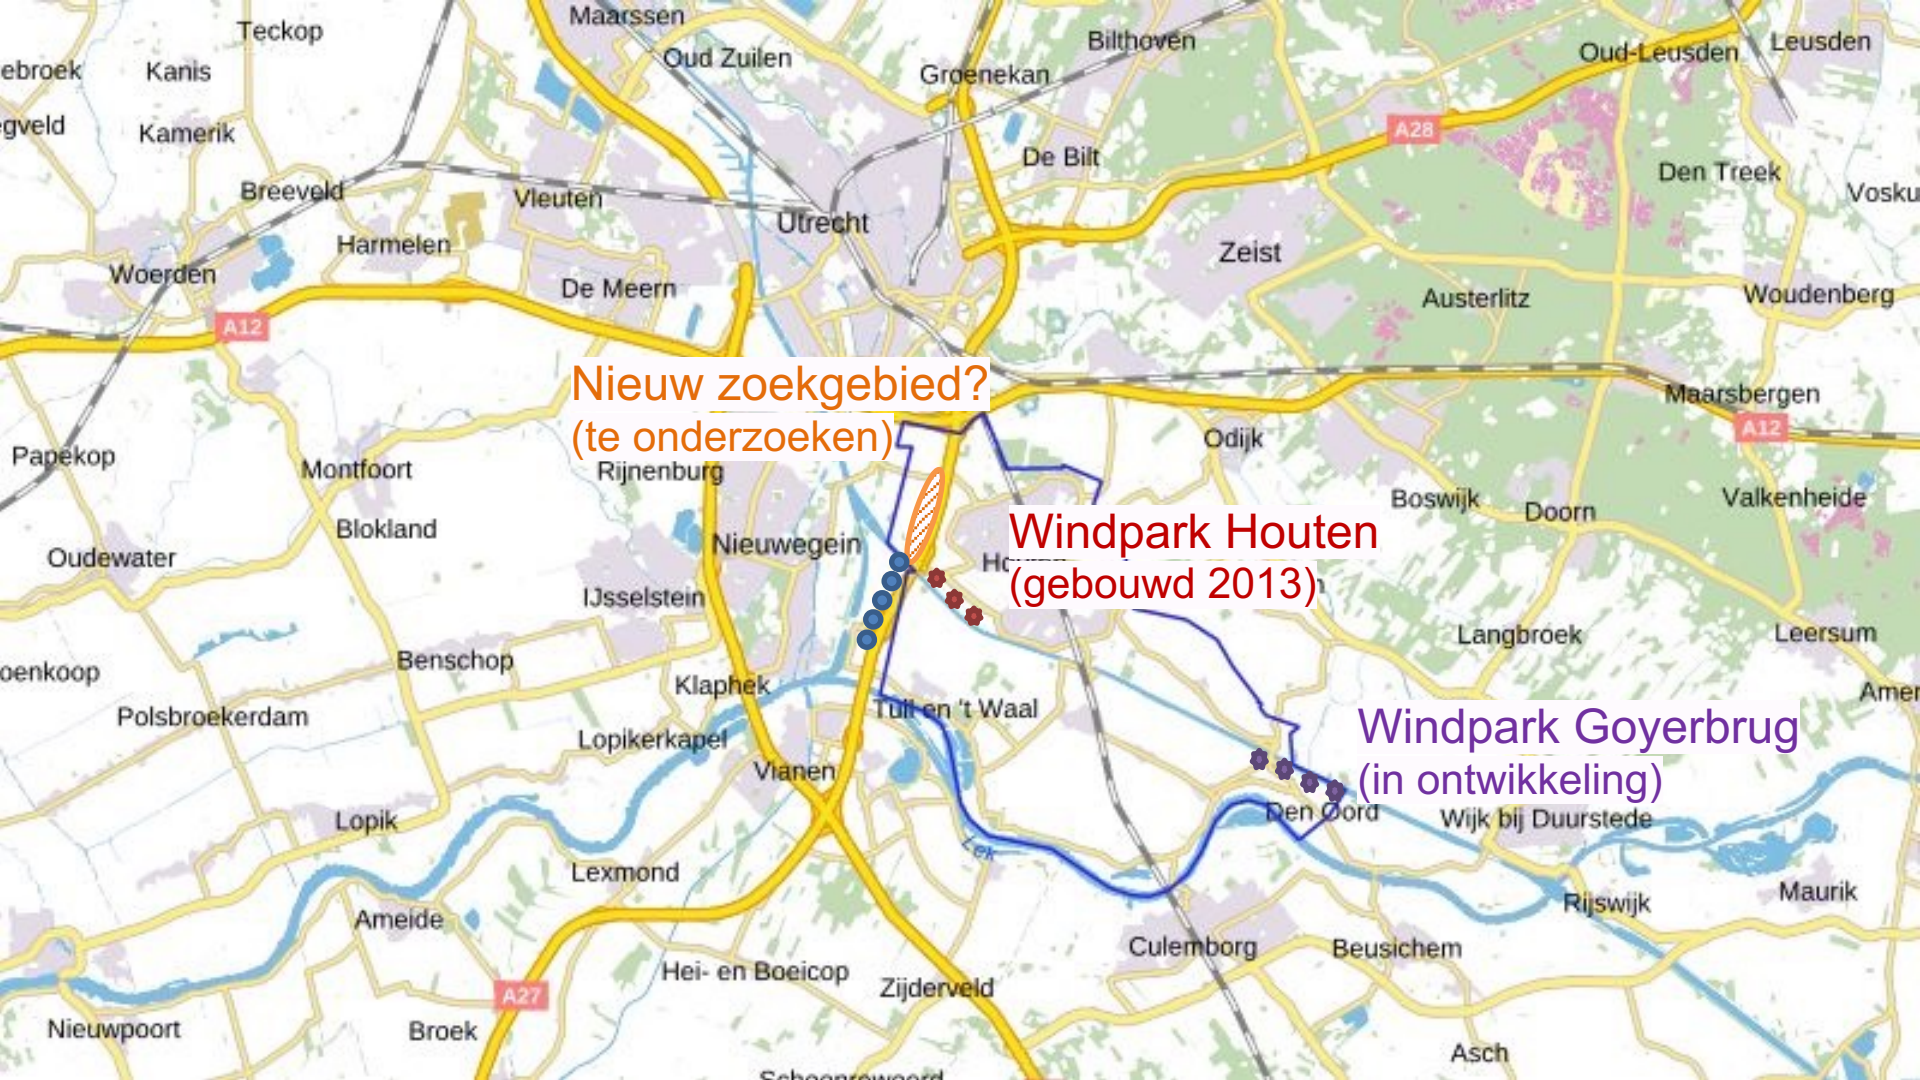 Maarssen
Teckop
Oud Zuilen
Bilthoven
Oud-Leusden
Leusden
ebroek
Kanis
Groenekan
gveld
Kamerik
A28
De Bilt
Den Treek
Breeveld
Vleuten
Vosku
Utrecht
Harmelen
Zeist
Woerden
De Meern
Austerlitz
Woudenberg
A12
Nieuw zoekgebied?
(te onderzoeken)
Maarsbergen
A12
Odijk
Papekop
Montfoort
Rijnenburg
Boswijk
Doorn
Valkenheide
Blokland
Windpark Houten
(gebouwd 2013)
Nieuwegein
Oudewater
IJsselstein
Langbroek
Leersum
oenkoop
Benschop
Klaphek
Amer
Polsbroekerdam
Tull en 't Waal
Windpark Goyerbrug
(in ontwikkeling)
Lopikerkapel
Vianen
Lopik
Den Oord
Wijk bij Duurstede
Lek
Lexmond
Maurik
Ameide
Rijswijk
Culemborg
Beusichem
Hei- en Boeicop
Zijderveld
A27
Nieuwpoort
Broek
Asch